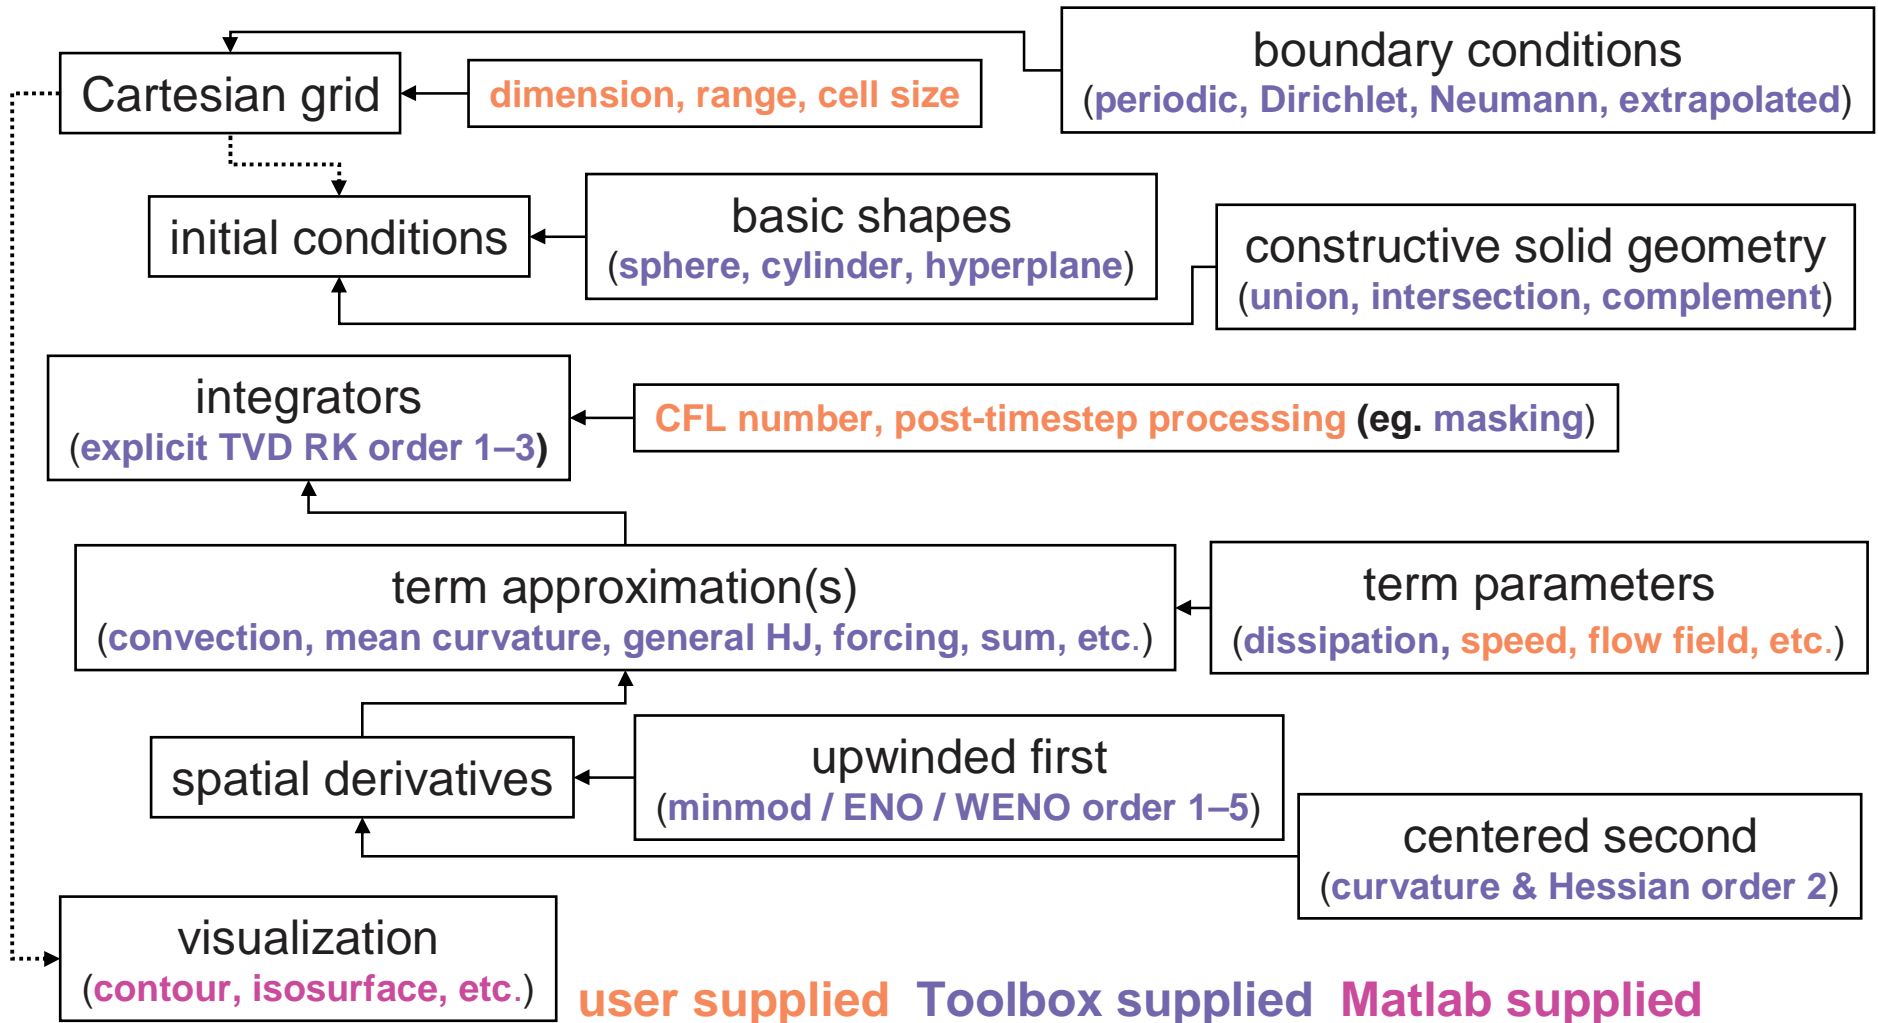 boundary conditions
(periodic, Dirichlet, Neumann, extrapolated)
Cartesian grid
dimension, range, cell size
basic shapes
(sphere, cylinder, hyperplane)
initial conditions
constructive solid geometry
(union, intersection, complement)
integrators
(explicit TVD RK order 1–3)
CFL number, post-timestep processing (eg. masking)
term approximation(s)
(convection, mean curvature, general HJ, forcing, sum, etc.)
term parameters
(dissipation, speed, flow field, etc.)
spatial derivatives
upwinded first
(minmod / ENO / WENO order 1–5)
centered second
(curvature & Hessian order 2)
visualization
(contour, isosurface, etc.)
user supplied Toolbox supplied Matlab supplied